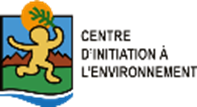 CENTRE
D'INITIATION À
L'ENVIRONNEMENT